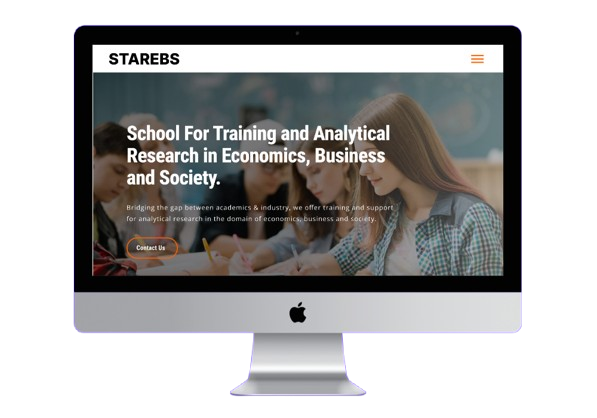 STAREBS
School For Training and Analytical
Research in Economics, Business
and Society.
Bridging the gap between academics & industry, we offer training and support
for analytical research in the domain of economics, business and society.
Contact Us